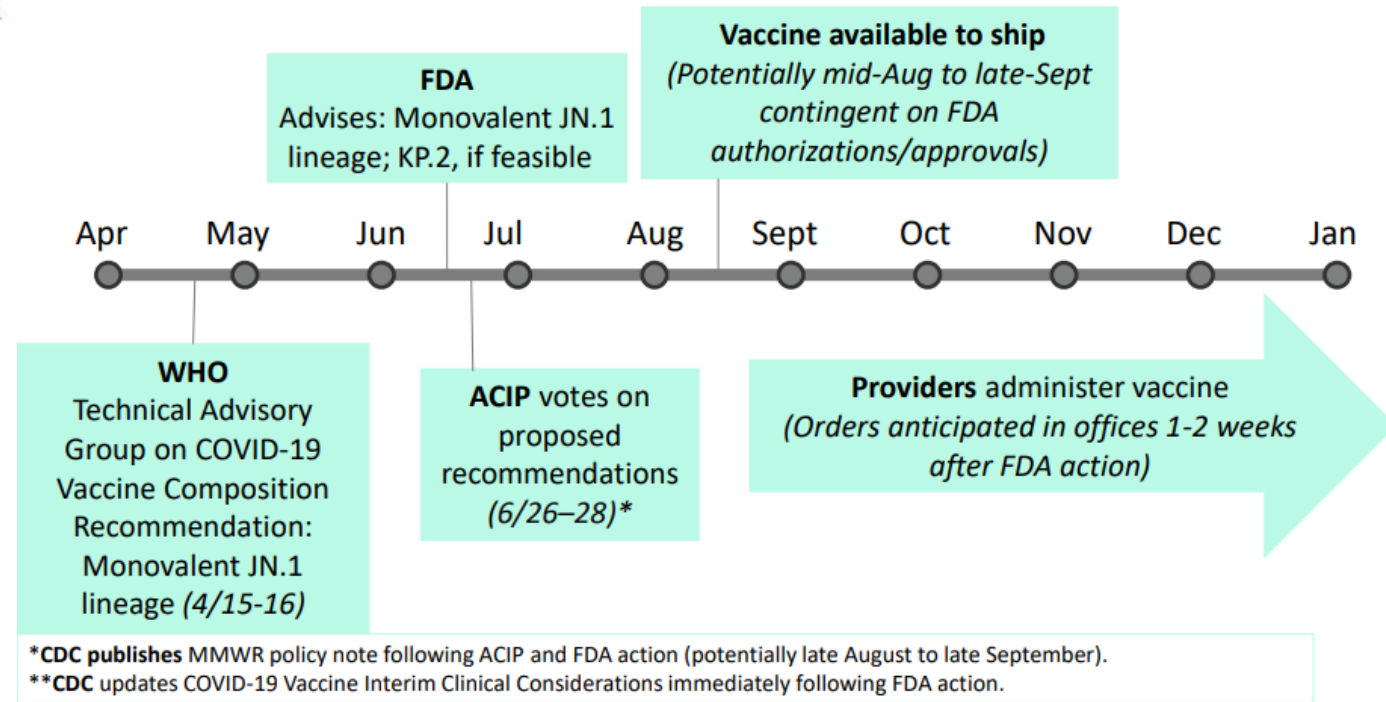 Vaccine available to ship
(Potentially mid-Aug to late-Sept
contingent on FDA
authorizations/approvals)
FDA
Advises: Monovalent JN.1
lineage; KP.2, if feasible
Apr May Jun Jul Aug Sept Oct Nov Dec Jan
WHO
Technical Advisory
Group on COVID-19
Vaccine Composition
Recommendation:
Monovalent JN.1
lineage (4/15-16)
ACIP votes on
proposed
recommendations
(6/26–28)*
Providers administer vaccine
(Orders anticipated in offices 1-2 weeks
after FDA action)
*CDC publishes MMWR policy note following ACIP and FDA action (potentially late August to late September).
**CDC updates COVID-19 Vaccine Interim Clinical Considerations immediately following FDA action.